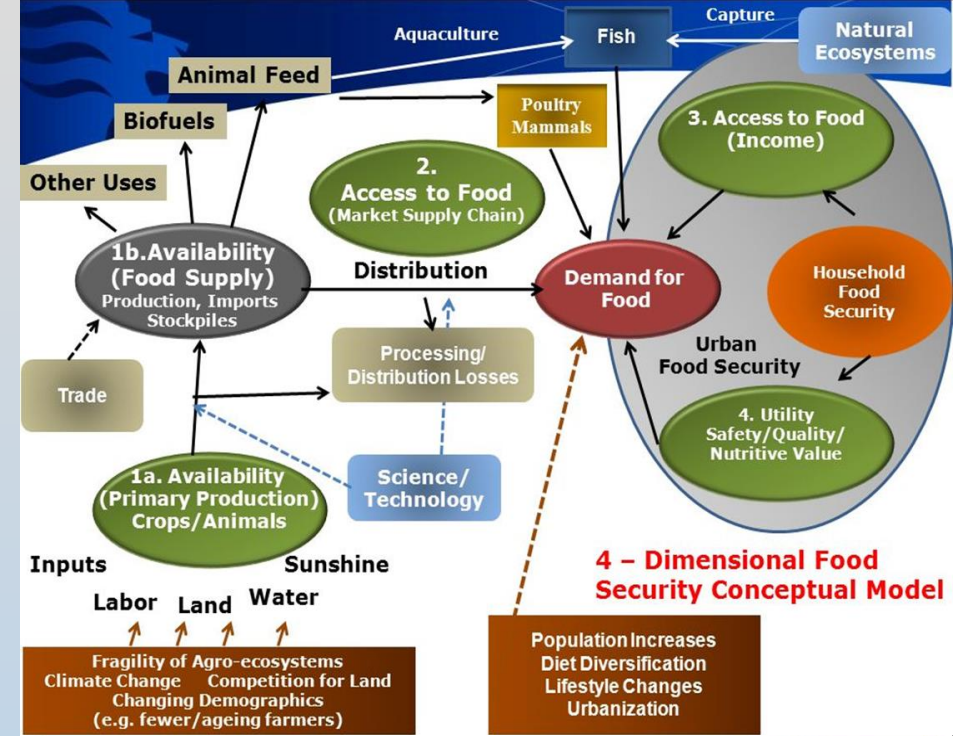 Aquaculture
Fish
Capture
Natural
Ecosystems
Animal Feed
Biofuels
Other Uses
Poultry
Mammals
3. Access to Food
(Income)
2.
Access to Food
(Market Supply Chain)
1b.Availability
(Food Supply)
Production, Imports
Stockpiles
Distribution
Demand for
Food
Household
Food
Security
Urban
Food Security
Trade
Processing/
Distribution Losses
4. Utility
Safety/Quality/
Nutritive Value
1a. Availability
(Primary Production)
Crops/Animals
Science/
Technology
Inputs
Sunshine
Labor
Land
Water
4 – Dimensional Food
Security Conceptual Model
Fragility of Agro-ecosystems
Climate Change Competition for Land
Changing Demographics
(e.g. fewer/ageing farmers)
Population Increases
Diet Diversification
Lifestyle Changes
Urbanization